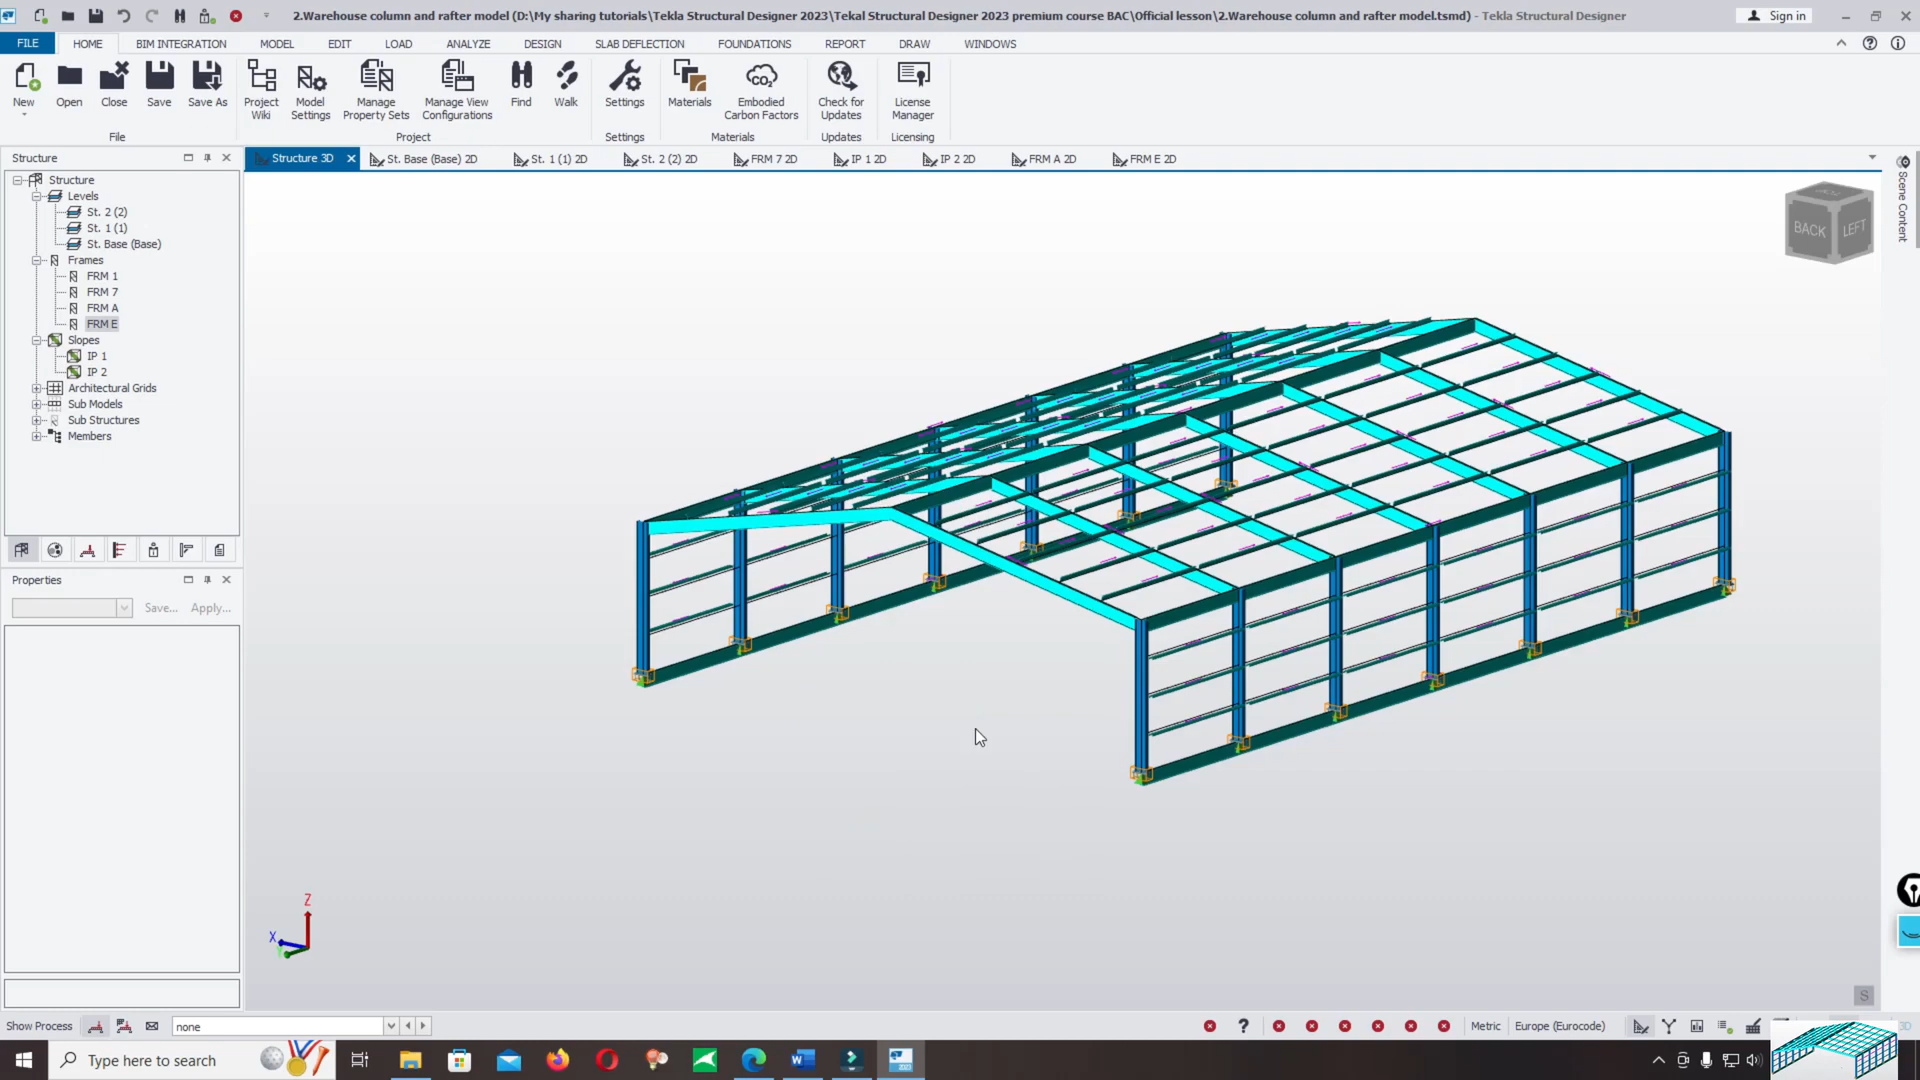 2.Warehouse column and rafter model (D:\My sharing tutorials\Tekla Structural Designer 2023\Tekal Structural Designer 2023 premium course BAC\Official lesson\2.Warehouse column and rafter model.tsmd) - Tekla Structural Designer
Sign in
FILE HOME BIM INTEGRATION MODEL EDIT LOAD ANALYZE DESIGN SLAB DEFLECTION FOUNDATIONS REPORT DRAW WINDOWS
New Open Close Save Save As
Project Wiki
Model Settings
Manage Property Sets
Manage View Configurations
Find Walk
Settings
Materials
Embodied Carbon Factors
Check for Updates
License Manager
File Project Settings Materials Updates Licensing
Structure
Structure 3D St. Base (Base) 2D St. 1 (1) 2D St. 2 (2) 2D FRM 7 2D IP 1 2D IP 2 2D FRM A 2D FRM E 2D
Structure
Levels
St. 2 (2)
St. 1 (1)
St. Base (Base)
Frames
FRM 1
FRM 7
FRM A
FRM E
Slopes
IP 1
IP 2
Architectural Grids
Sub Models
Sub Structures
Members
Properties
Save... Apply...
TOP
BACK LEFT
Scene Content
Z
X
Y
S
Show Process none Metric Europe (Eurocode)
3D
Type here to search
2023